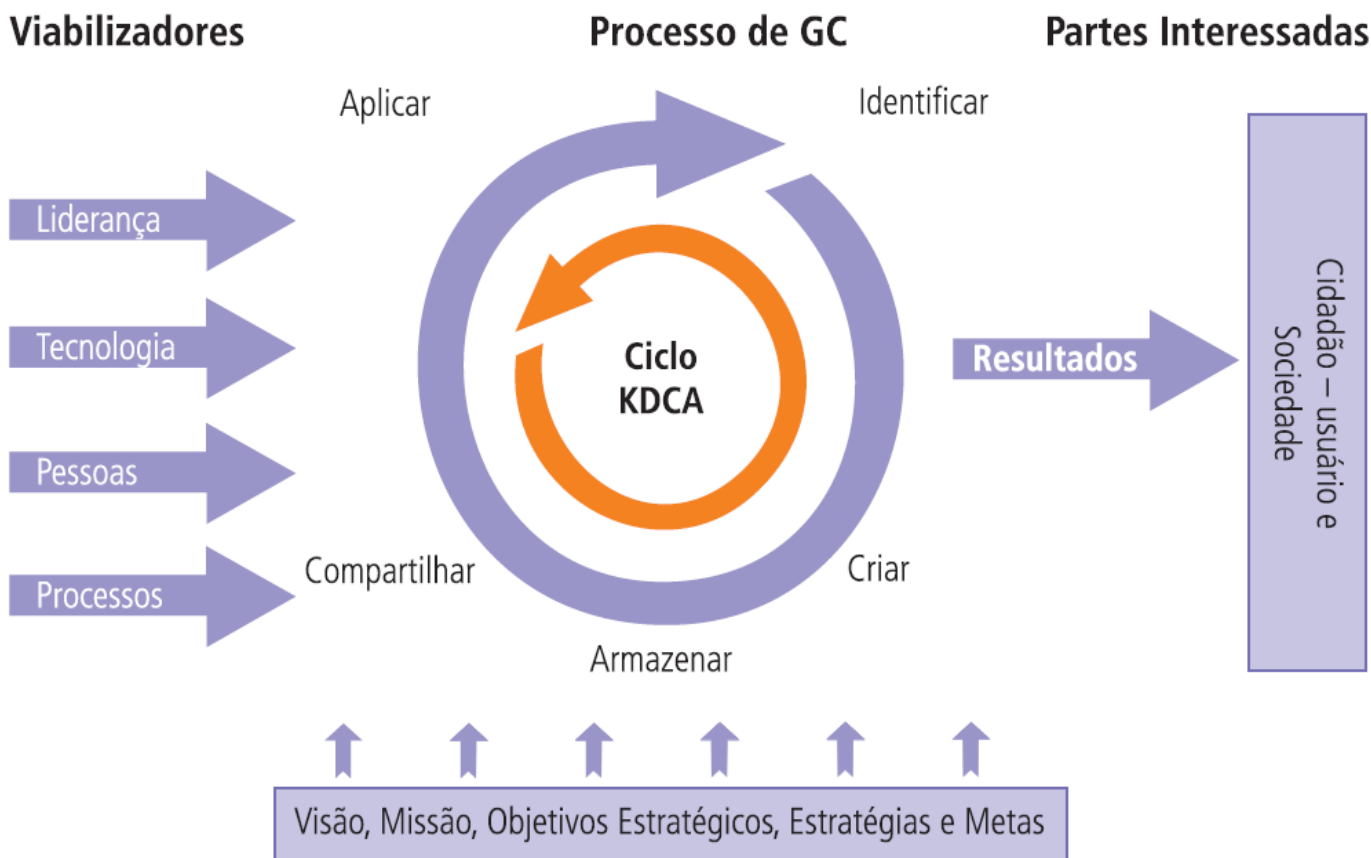 Viabilizadores
Processo de GC
Partes Interessadas
Aplicar
Identificar
Liderança
Tecnologia
Pessoas
Processos
Ciclo
KDCA
Compartilhar
Criar
Armazenar
Resultados
Cidadão – usuário e
Sociedade
Visão, Missão, Objetivos Estratégicos, Estratégias e Metas